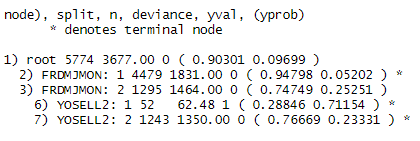 node), split, n, deviance, yval, (yprob)
* denotes terminal node
1) root 5774 3677.00 0 ( 0.90301 0.09699 )
2) FRDMJMON: 1 4479 1831.00 0 ( 0.94798 0.05202 ) *
3) FRDMJMON: 2 1295 1464.00 0 ( 0.74749 0.25251 )
6) YOSELL2: 1 52 62.48 1 ( 0.28846 0.71154 ) *
7) YOSELL2: 2 1243 1350.00 0 ( 0.76669 0.23331 ) *